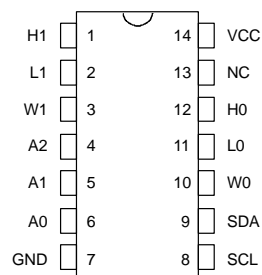 H1 1 14 VCC
L1 2 13 NC
W1 3 12 H0
A2 4 11 L0
A1 5 10 W0
A0 6 9 SDA
GND 7 8 SCL